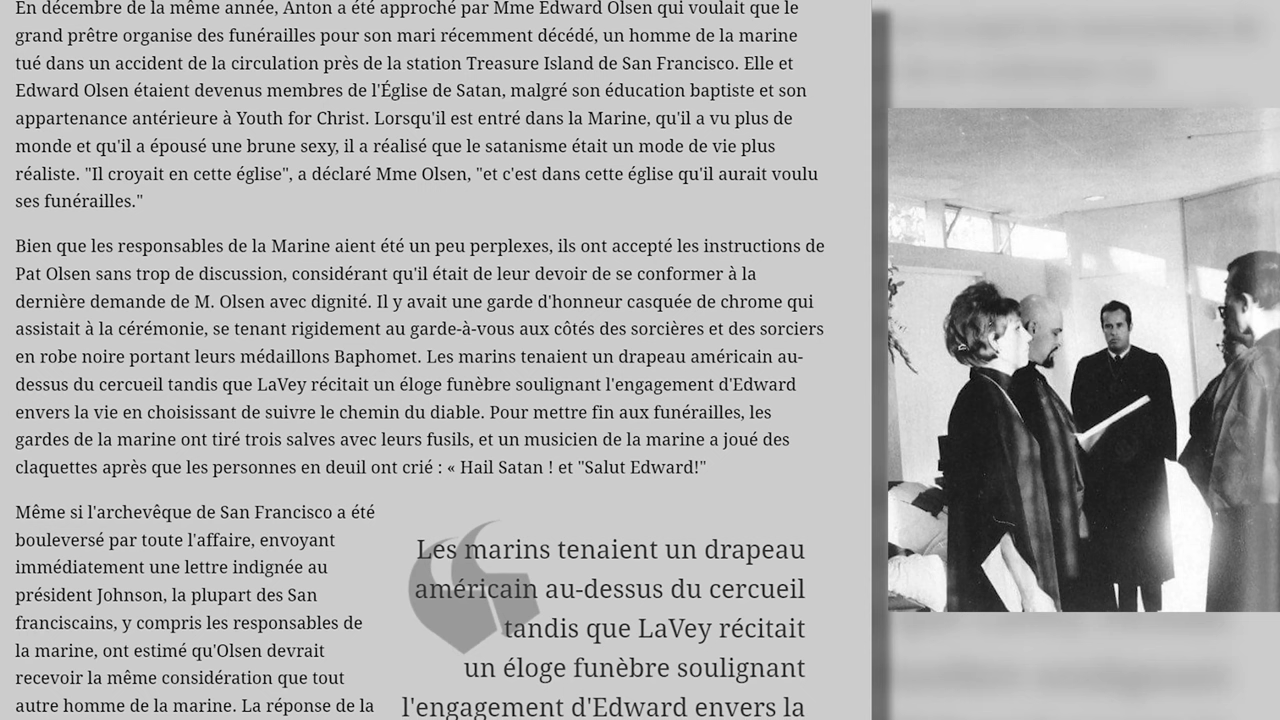 En décembre de la même année, Anton a été approché par Mme Edward Olsen qui voulait que le
grand prêtre organise des funérailles pour son mari récemment décédé, un homme de la marine
tué dans un accident de la circulation près de la station Treasure Island de San Francisco. Elle et
Edward Olsen étaient devenus membres de l'Église de Satan, malgré son éducation baptiste et son
appartenance antérieure à Youth for Christ. Lorsqu'il est entré dans la Marine, qu'il a vu plus de
monde et qu'il a épousé une brune sexy, il a réalisé que le satanisme était un mode de vie plus
réaliste. "Il croyait en cette église", a déclaré Mme Olsen, "et c'est dans cette église qu'il aurait voulu
ses funérailles."
Bien que les responsables de la Marine aient été un peu perplexes, ils ont accepté les instructions de
Pat Olsen sans trop de discussion, considérant qu'il était de leur devoir de se conformer à la
dernière demande de M. Olsen avec dignité. Il y avait une garde d'honneur casquée de chrome qui
assistait à la cérémonie, se tenant rigidement au garde-à-vous aux côtés des sorcières et des sorciers
en robe noire portant leurs médaillons Baphomet. Les marins tenaient un drapeau américain au-
dessus du cercueil tandis que LaVey récitait un éloge funèbre soulignant l'engagement d'Edward
envers la vie en choisissant de suivre le chemin du diable. Pour mettre fin aux funérailles, les
gardes de la marine ont tiré trois salves avec leurs fusils, et un musicien de la marine a joué des
claquettes après que les personnes en deuil ont crié : « Hail Satan ! et "Salut Edward!"
Même si l'archevêque de San Francisco a été
bouleversé par toute l'affaire, envoyant
immédiatement une lettre indignée au
président Johnson, la plupart des San
franciscains, y compris les responsables de
la marine, ont estimé qu'Olsen devrait
recevoir la même considération que tout
autre homme de la marine. La réponse de la
Les marins tenaient un drapeau
américain au-dessus du cercueil
tandis que LaVey récitait
un éloge funèbre soulignant
l'engagement d'Edward envers la